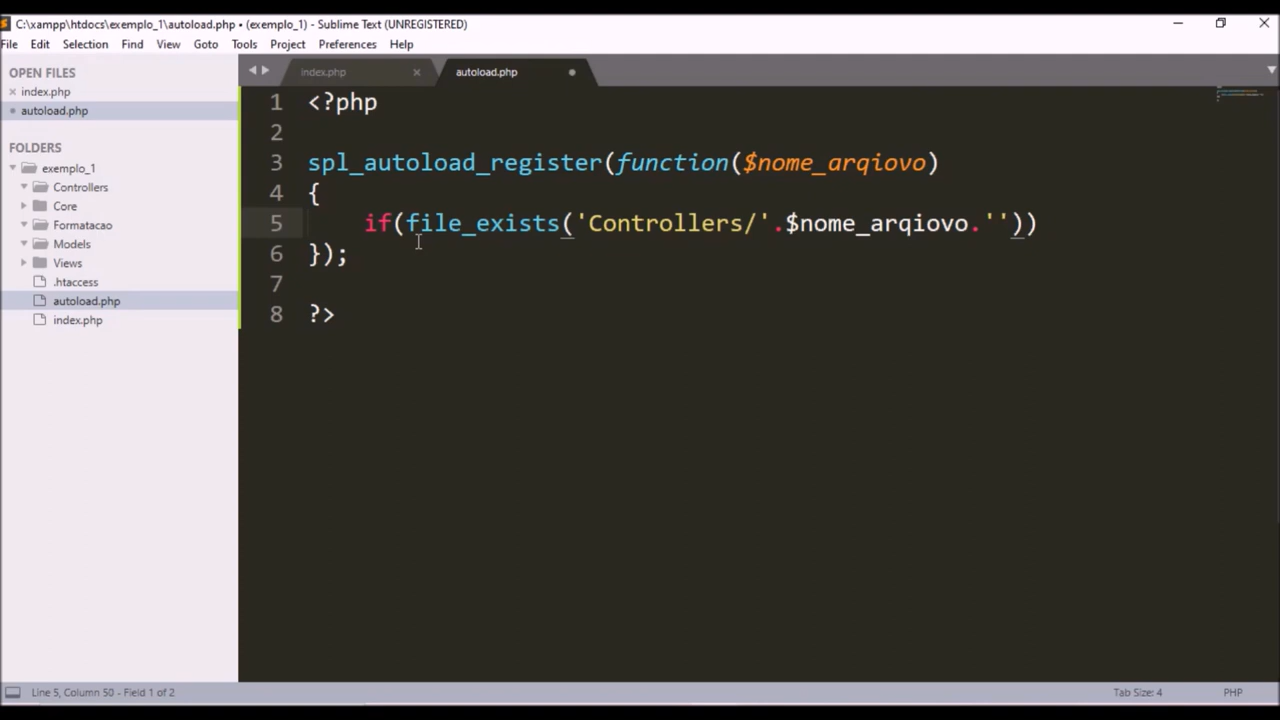 C:\xampp\htdocs\exemplo_1\autoload.php • (exemplo_1) - Sublime Text (UNREGISTERED)
File Edit Selection Find View Goto Tools Project Preferences Help
OPEN FILES
index.php
autoload.php
FOLDERS
exemplo_1
Controllers
Core
Formatacao
Models
Views
.htaccess
autoload.php
index.php
index.php autoload.php
1 <?php
2
3 spl_autoload_register(function($nome_arqiovo)
4 {
5 if(file_exists('Controllers/'.$nome_arqiovo.''))
6 });
7
8 ?>
Line 5, Column 50 - Field 1 of 2 Tab Size: 4 PHP